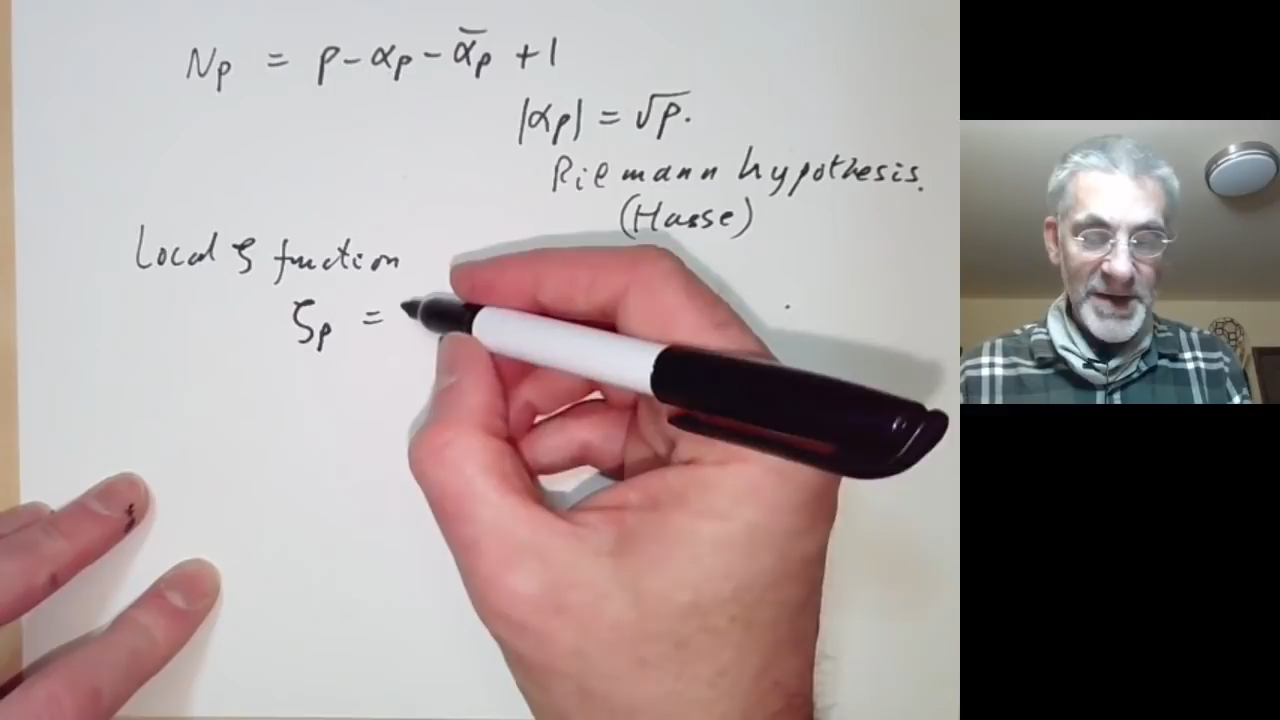 Np = p - αp - ᾱp + 1
|αp| = √p.
Riemann hypothesis.
(Hasse)
Local ζ function
ζp =